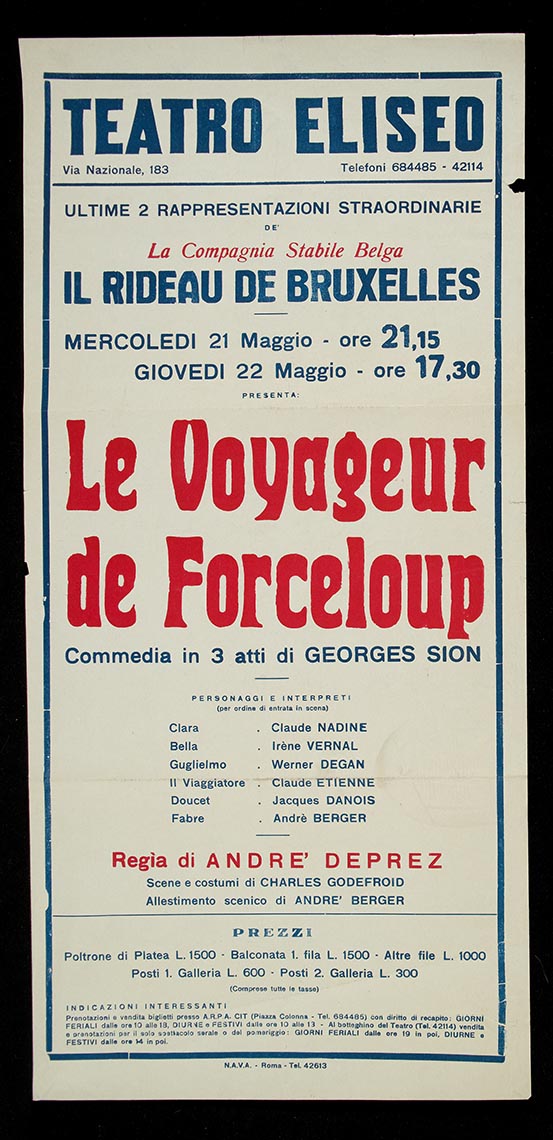 TEATRO ELISEO
Via Nazionale, 183 Telefoni 684485 - 42114
ULTIME 2 RAPPRESENTAZIONI STRAORDINARIE
DE'
La Compagnia Stabile Belga
IL RIDEAU DE BRUXELLES
MERCOLEDI 21 Maggio - ore 21,15
GIOVEDI 22 Maggio - ore 17,30
PRESENTA:
Le Voyageur
de Forceloup
Commedia in 3 atti di GEORGES SION
PERSONAGGI E INTERPRETI
(per ordine di entrata in scena)
Clara . Claude NADINE
Bella . Irène VERNAL
Guglielmo . Werner DEGAN
Il Viaggiatore . Claude ETIENNE
Doucet . Jacques DANOIS
Fabre . Andrè BERGER
Regìa di ANDRE' DEPREZ
Scene e costumi di CHARLES GODEFROID
Allestimento scenico di ANDRE' BERGER
PREZZI
Poltrone di Platea L. 1500 - Balconata 1. fila L. 1500 - Altre file L. 1000
Posti 1. Galleria L. 600 - Posti 2. Galleria L. 300
(Comprese tutte le tasse)
INDICAZIONI INTERESSANTI
Prenotazioni e vendita biglietti presso A.R.P.A. CIT (Piazza Colonna - Tel. 684485) con diritto di recapito: GIORNI
FERIALI dalle ore 10 alle 18, DIURNE e FESTIVI dalle ore 10 alle 13 - Al botteghino del Teatro (Tel. 42114) vendita
e prenotazioni per il solo spettacolo serale o del pomeriggio: GIORNI FERIALI dalle ore 19 in poi, DIURNE e
FESTIVI dalle ore 14 in poi.
N.A.V.A. - Roma - Tel. 42613